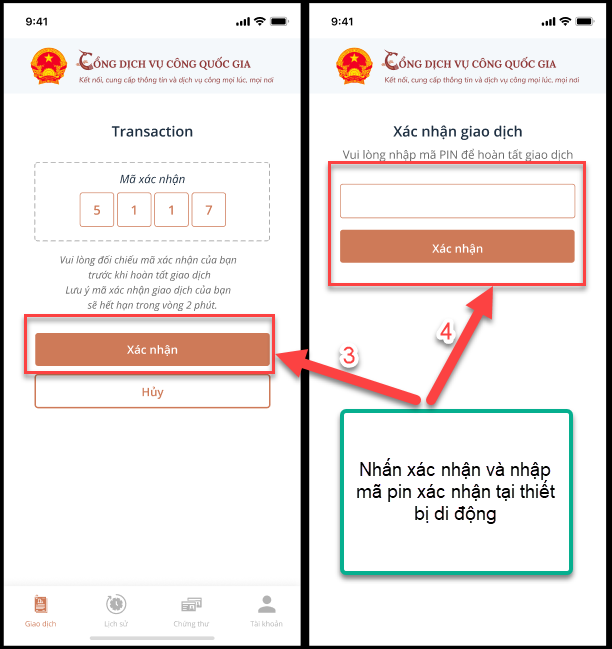 9:41
CỔNG DỊCH VỤ CÔNG QUỐC GIA
Kết nối, cung cấp thông tin và dịch vụ công mọi lúc, mọi nơi
Transaction
Mã xác nhận
5 1 1 7
Vui lòng đối chiếu mã xác nhận của bạn
trước khi hoàn tất giao dịch
Lưu ý mã xác nhận giao dịch của bạn
sẽ hết hạn trong vòng 2 phút.
Xác nhận
Hủy
Giao dịch
Lịch sử
Chứng thư
Tài khoản
3
9:41
CỔNG DỊCH VỤ CÔNG QUỐC GIA
Kết nối, cung cấp thông tin và dịch vụ công mọi lúc, mọi nơi
Xác nhận giao dịch
Vui lòng nhập mã PIN để hoàn tất giao dịch
Xác nhận
4
Nhấn xác nhận và nhập
mã pin xác nhận tại thiết
bị di động